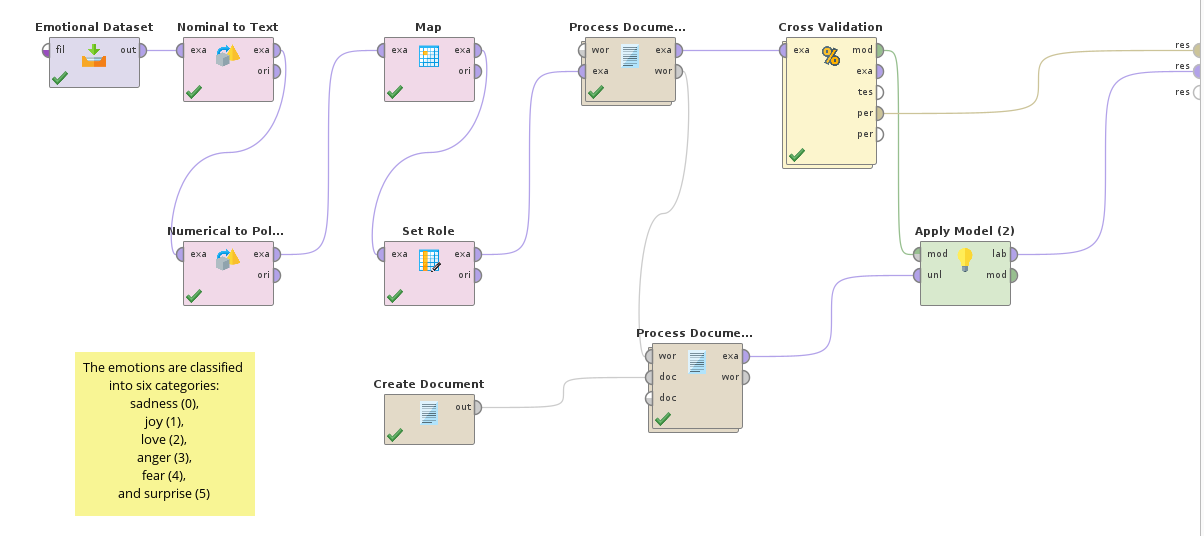 Emotional Dataset
fil out
Nominal to Text
exa exa
ori
Map
exa exa
ori
Process Docume...
wor exa
exa wor
Cross Validation
exa mod
exa
tes
per
per
res
res
res
Numerical to Pol...
exa exa
ori
Set Role
exa exa
ori
Apply Model (2)
mod lab
unl mod
Process Docume...
wor exa
doc wor
doc
Create Document
out
The emotions are classified
into six categories:
sadness (0),
joy (1),
love (2),
anger (3),
fear (4),
and surprise (5)